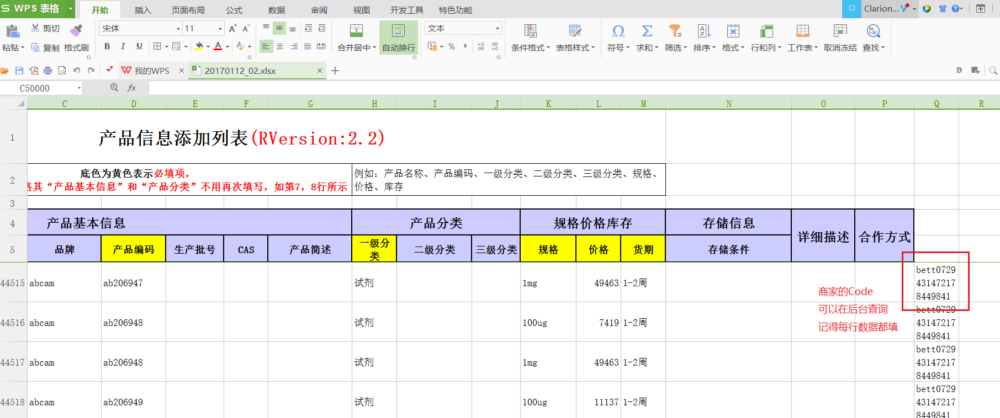 S WPS 表格
开始 插入 页面布局 公式 数据 审阅 视图 开发工具 特色功能 CI Clarion...
粘贴 剪切 复制 格式刷 宋体 11 B I U 合并居中 自动换行 文本 % 条件格式 表格样式 符号 求和 筛选 排序 格式 行和列 工作表 取消冻结 查找
我的WPS × 20170112_02.xlsx × +
C50000 fx
C D E F G H I J K L M N O P Q R
1 产品信息添加列表(RVersion:2.2)
2 底色为黄色表示必填项，
格其“产品基本信息”和“产品分类”不用再次填写，如第7，8行所示
例如：产品名称、产品编码、一级分类、二级分类、三级分类、规格、
价格、库存
3
4 产品基本信息 产品分类 规格价格库存 存储信息 详细描述 合作方式
5 品牌 产品编码 生产批号 CAS 产品简述 一级分类 二级分类 三级分类 规格 价格 货期 存储条件
44515 abcam ab206947 试剂 1mg 49463 1-2周
bett0729
43147217
8449841
商家的Code
可以在后台查询
记得每行数据都填
44516 abcam ab206948 试剂 100ug 7419 1-2周
bett0729
43147217
8449841
44517 abcam ab206948 试剂 1mg 49463 1-2周
bett0729
43147217
8449841
44518 abcam ab206949 试剂 100ug 11137 1-2周
bett0729
43147217
8449841